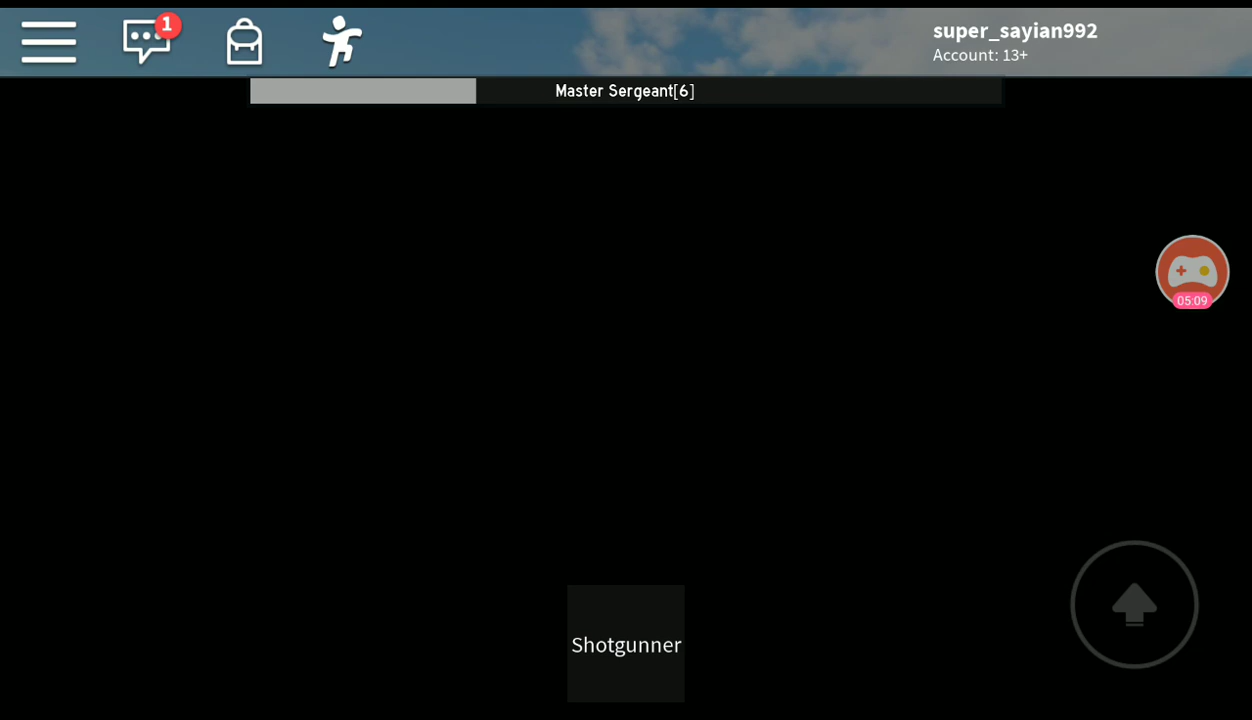 1
super_sayian992
Account: 13+
Master Sergeant[6]
05:09
Shotgunner